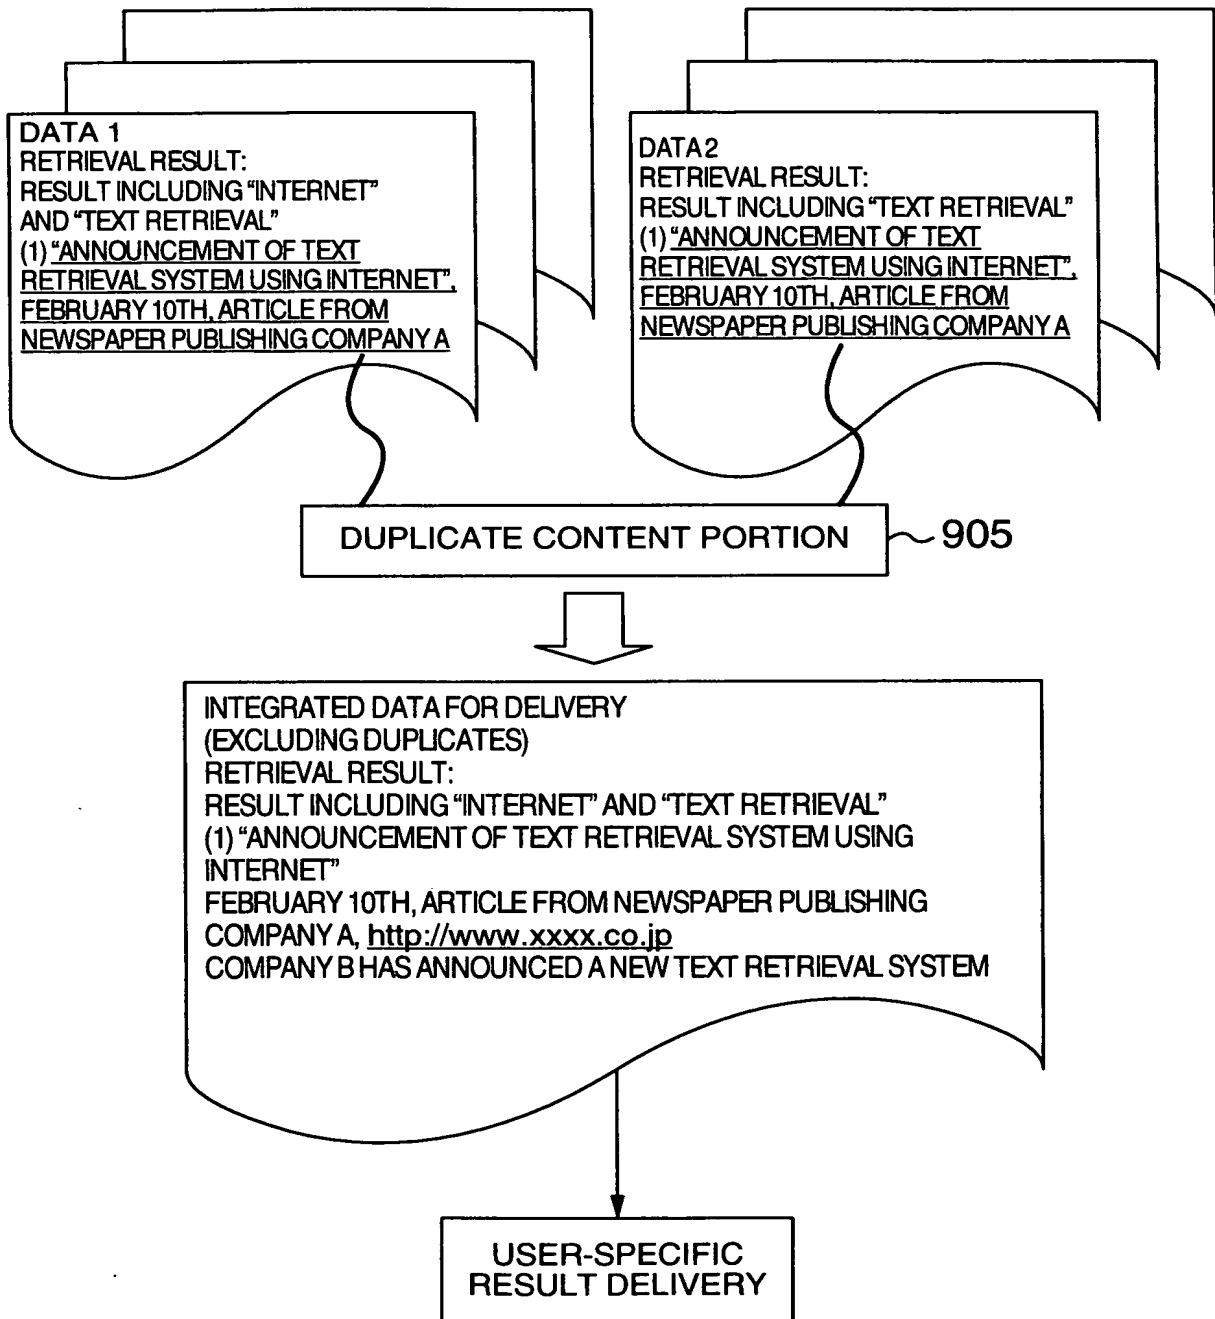 DATA 1
RETRIEVAL RESULT:
RESULT INCLUDING “INTERNET”
AND “TEXT RETRIEVAL”
(1) “ANNOUNCEMENT OF TEXT
RETRIEVAL SYSTEM USING INTERNET”,
FEBRUARY 10TH, ARTICLE FROM
NEWSPAPER PUBLISHING COMPANY A
DATA 2
RETRIEVAL RESULT:
RESULT INCLUDING “TEXT RETRIEVAL”
(1) “ANNOUNCEMENT OF TEXT
RETRIEVAL SYSTEM USING INTERNET”,
FEBRUARY 10TH, ARTICLE FROM
NEWSPAPER PUBLISHING COMPANY A
DUPLICATE CONTENT PORTION
905
INTEGRATED DATA FOR DELIVERY
(EXCLUDING DUPLICATES)
RETRIEVAL RESULT:
RESULT INCLUDING “INTERNET” AND “TEXT RETRIEVAL”
(1) “ANNOUNCEMENT OF TEXT RETRIEVAL SYSTEM USING
INTERNET”
FEBRUARY 10TH, ARTICLE FROM NEWSPAPER PUBLISHING
COMPANY A, http://www.xxxx.co.jp
COMPANY B HAS ANNOUNCED A NEW TEXT RETRIEVAL SYSTEM
USER-SPECIFIC
RESULT DELIVERY